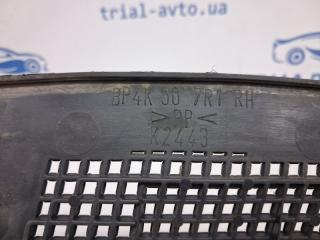 trial-avto.ua
BP4K 50 7R1 RH
>PP<
K2443